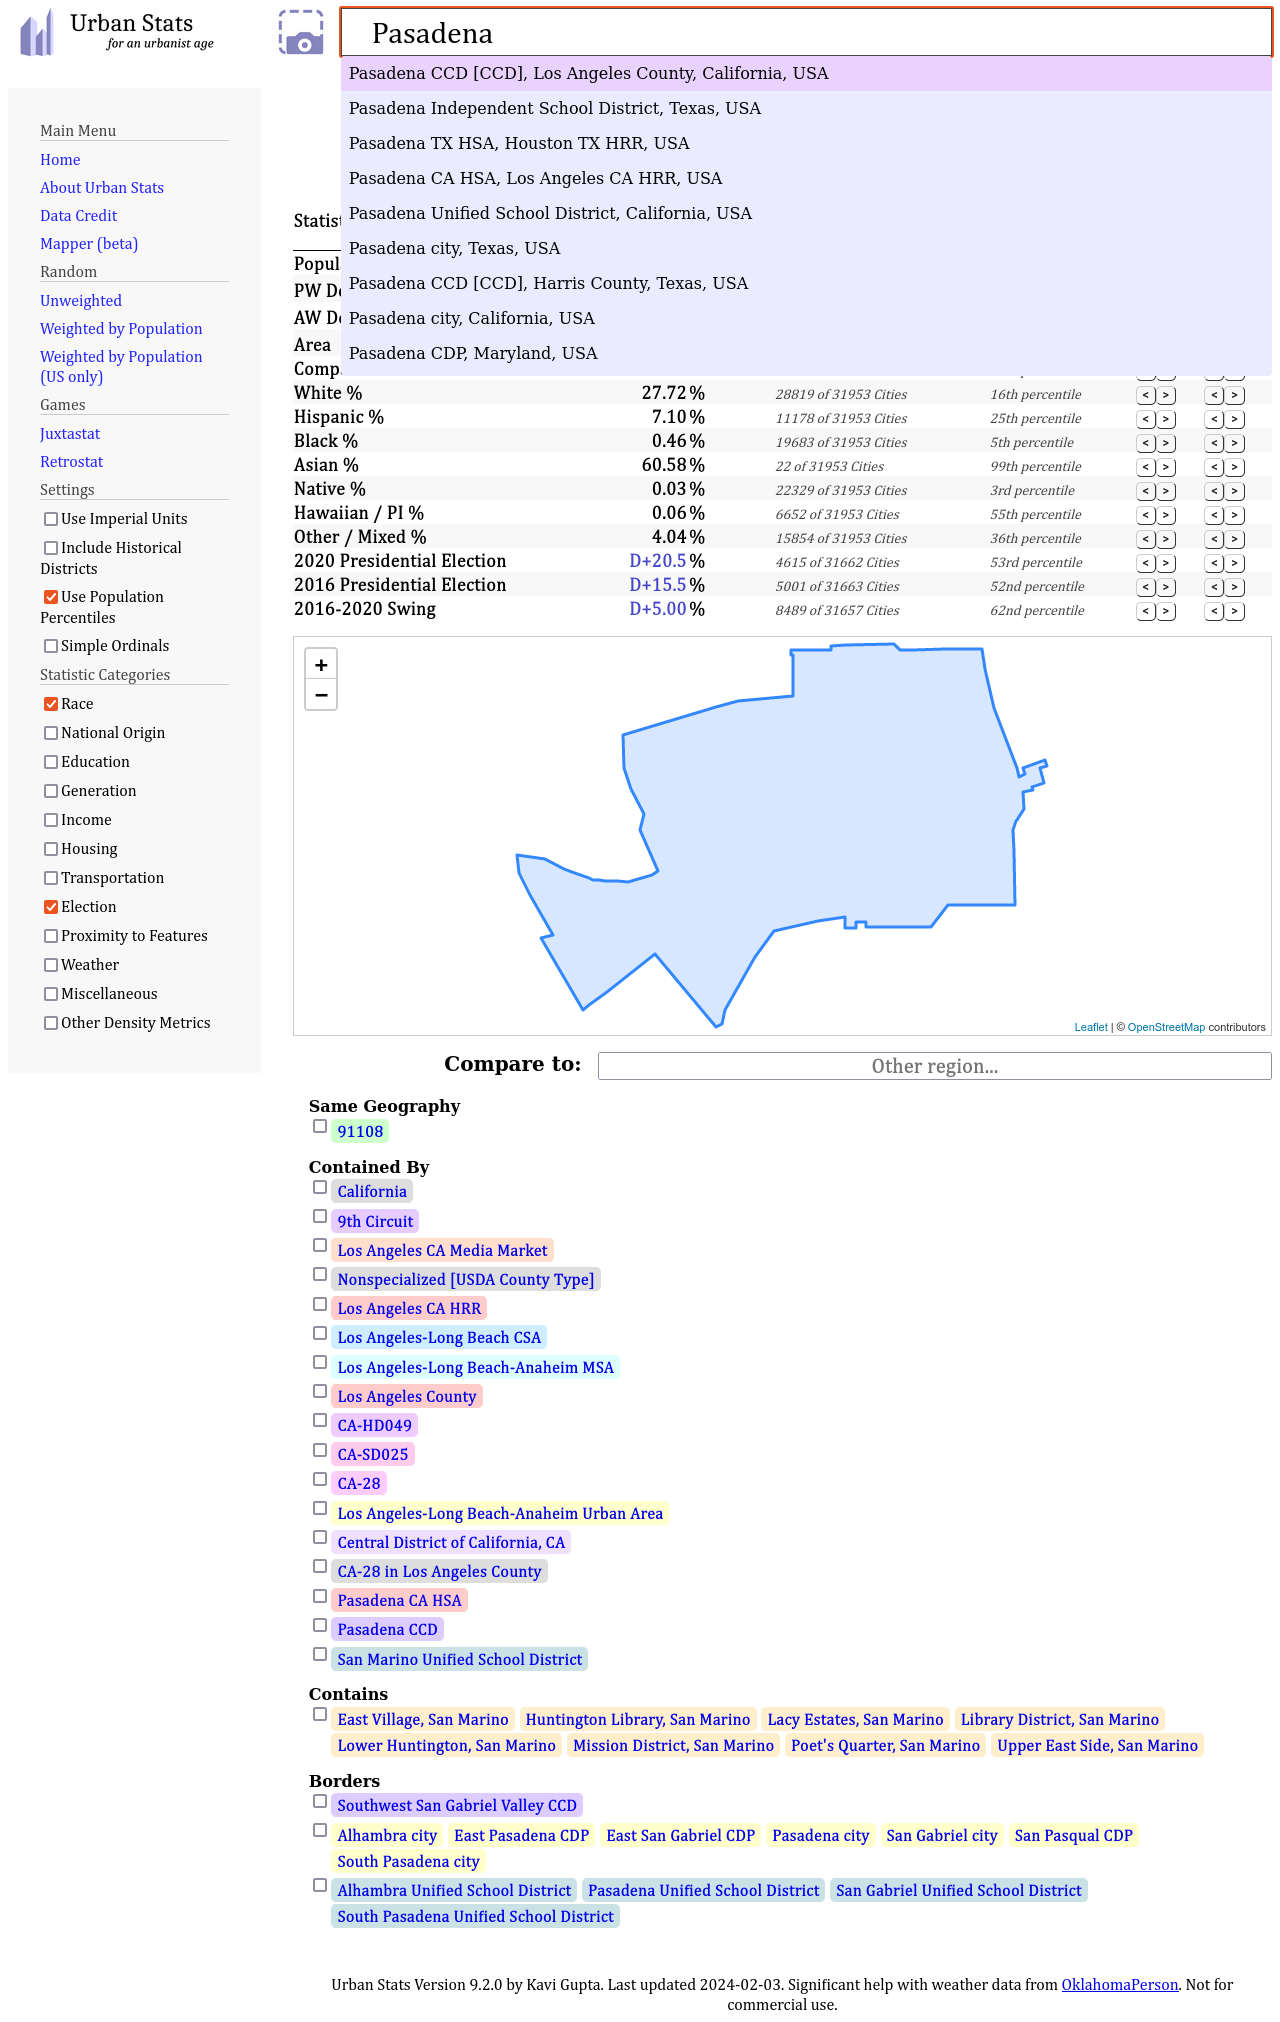 Urban Stats
for an urbanist age
Pasadena
Pasadena CCD [CCD], Los Angeles County, California, USA
Pasadena Independent School District, Texas, USA
Pasadena TX HSA, Houston TX HRR, USA
Pasadena CA HSA, Los Angeles CA HRR, USA
Pasadena Unified School District, California, USA
Pasadena city, Texas, USA
Pasadena CCD [CCD], Harris County, Texas, USA
Pasadena city, California, USA
Pasadena CDP, Maryland, USA
Main Menu
Home
About Urban Stats
Data Credit
Mapper (beta)
Random
Unweighted
Weighted by Population
Weighted by Population
(US only)
Games
Juxtastat
Retrostat
Settings
Use Imperial Units
Include Historical
Districts
Use Population
Percentiles
Simple Ordinals
Statistic Categories
Race
National Origin
Education
Generation
Income
Housing
Transportation
Election
Proximity to Features
Weather
Miscellaneous
Other Density Metrics
Area
White % 27.72 % 28819 of 31953 Cities 16th percentile < > < >
Hispanic % 7.10 % 11178 of 31953 Cities 25th percentile < > < >
Black % 0.46 % 19683 of 31953 Cities 5th percentile < > < >
Asian % 60.58 % 22 of 31953 Cities 99th percentile < > < >
Native % 0.03 % 22329 of 31953 Cities 3rd percentile < > < >
Hawaiian / PI % 0.06 % 6652 of 31953 Cities 55th percentile < > < >
Other / Mixed % 4.04 % 15854 of 31953 Cities 36th percentile < > < >
2020 Presidential Election D+20.5 % 4615 of 31662 Cities 53rd percentile < > < >
2016 Presidential Election D+15.5 % 5001 of 31663 Cities 52nd percentile < > < >
2016-2020 Swing D+5.00 % 8489 of 31657 Cities 62nd percentile < > < >
+
−
Leaflet | © OpenStreetMap contributors
Compare to: Other region...
Same Geography
91108
Contained By
California
9th Circuit
Los Angeles CA Media Market
Nonspecialized [USDA County Type]
Los Angeles CA HRR
Los Angeles-Long Beach CSA
Los Angeles-Long Beach-Anaheim MSA
Los Angeles County
CA-HD049
CA-SD025
CA-28
Los Angeles-Long Beach-Anaheim Urban Area
Central District of California, CA
CA-28 in Los Angeles County
Pasadena CA HSA
Pasadena CCD
San Marino Unified School District
Contains
East Village, San Marino Huntington Library, San Marino Lacy Estates, San Marino Library District, San Marino
Lower Huntington, San Marino Mission District, San Marino Poet's Quarter, San Marino Upper East Side, San Marino
Borders
Southwest San Gabriel Valley CCD
Alhambra city East Pasadena CDP East San Gabriel CDP Pasadena city San Gabriel city San Pasqual CDP
South Pasadena city
Alhambra Unified School District Pasadena Unified School District San Gabriel Unified School District
South Pasadena Unified School District
Urban Stats Version 9.2.0 by Kavi Gupta. Last updated 2024-02-03. Significant help with weather data from OklahomaPerson. Not for
commercial use.